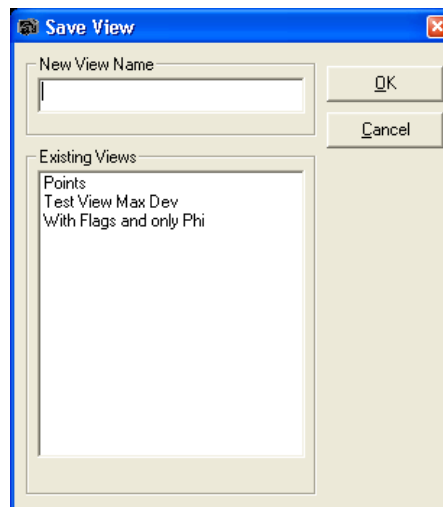 Save View
New View Name
OK
Cancel
Existing Views
Points
Test View Max Dev
With Flags and only Phi